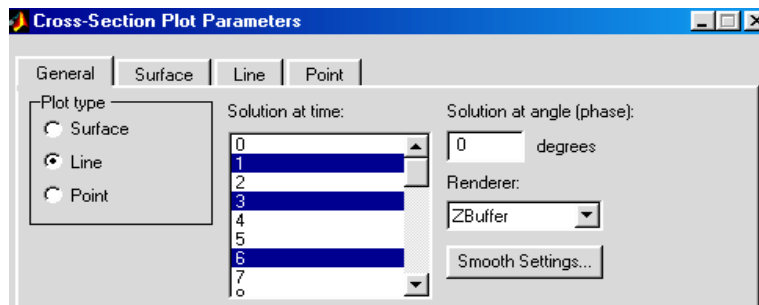 Cross-Section Plot Parameters
General Surface Line Point
Plot type
Surface
Line
Point
Solution at time:
0
1
2
3
4
5
6
7
Solution at angle (phase):
0 degrees
Renderer:
ZBuffer
Smooth Settings...